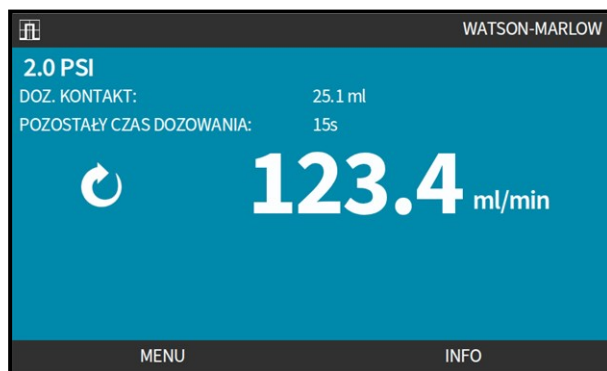 WATSON-MARLOW
2.0 PSI
DOZ. KONTAKT: 25.1 ml
POZOSTAŁY CZAS DOZOWANIA: 15s
123.4 ml/min
MENU INFO